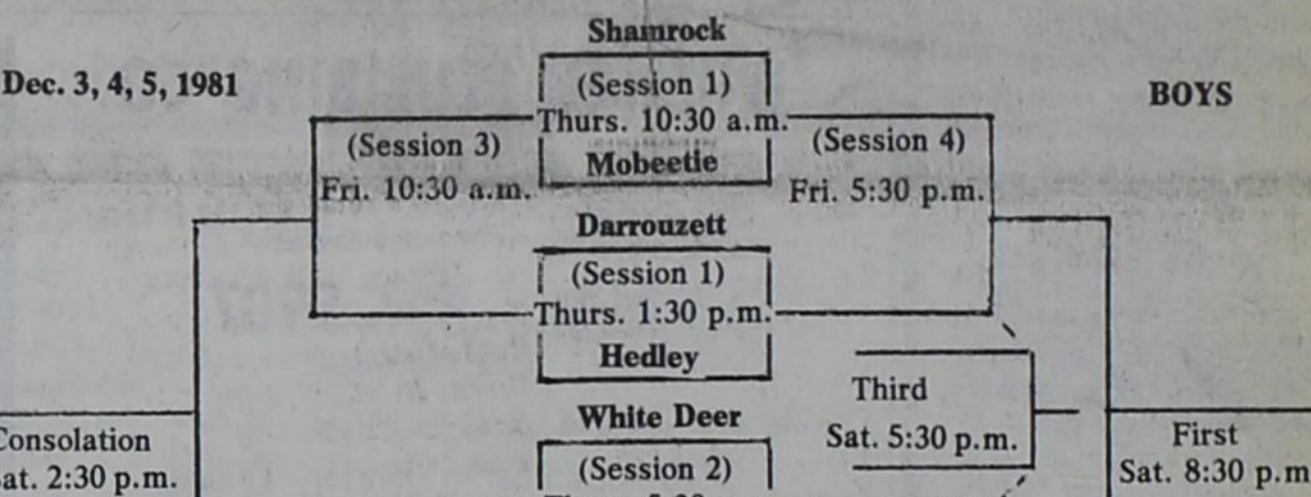 Shamrock
Dec. 3, 4, 5, 1981
(Session 1)
BOYS
Thurs. 10:30 a.m.
(Session 3)
(Session 4)
Mobeetie
Fri. 10:30 a.m.
Fri. 5:30 p.m.
Darrouzett
(Session 1)
Thurs. 1:30 p.m.
Hedley
Third
White Deer
Sat. 5:30 p.m.
Consolation
First
(Session 2)
Sat. 2:30 p.m.
Sat. 8:30 p.m